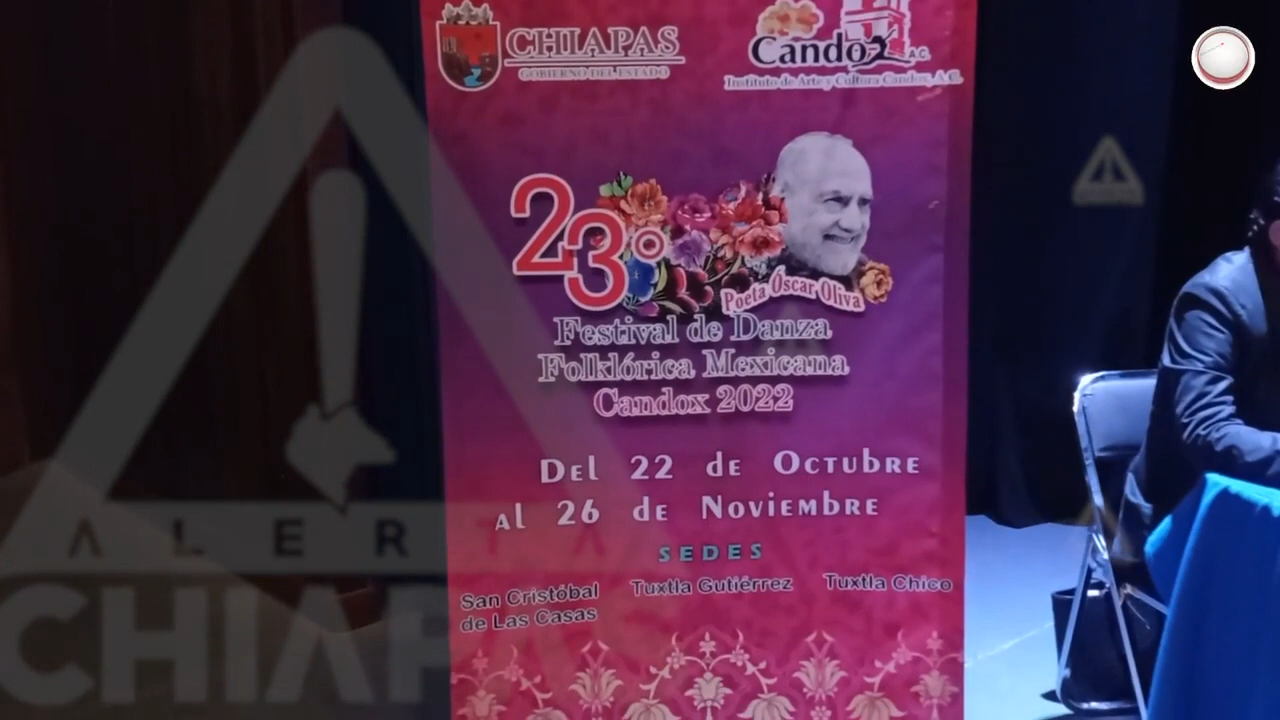 CHIAPAS
GOBIERNO DEL ESTADO
Candox A.C.
Instituto de Arte y Cultura Candox, A.C.
23°
Poeta Óscar Oliva
Festival de Danza
Folklórica Mexicana
Candox 2022
Del 22 de Octubre
al 26 de Noviembre
SEDES
San Cristóbal
de Las Casas
Tuxtla Gutiérrez
Tuxtla Chico
ALERTA
CHIAP